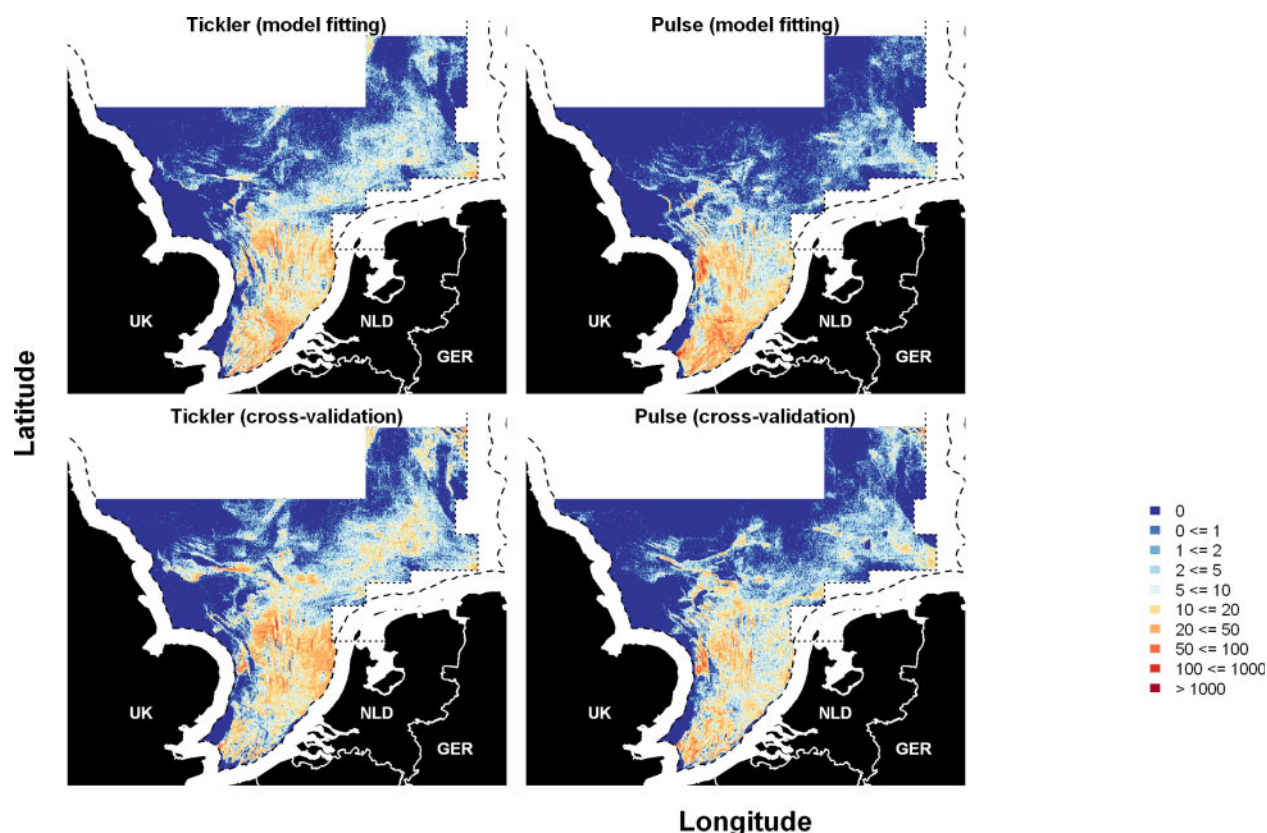 Tickler (model fitting)
Pulse (model fitting)
UK
NLD
GER
UK
NLD
GER
Latitude
Tickler (cross-validation)
Pulse (cross-validation)
UK
NLD
GER
UK
NLD
GER
0
0 <= 1
1 <= 2
2 <= 5
5 <= 10
10 <= 20
20 <= 50
50 <= 100
100 <= 1000
> 1000
Longitude